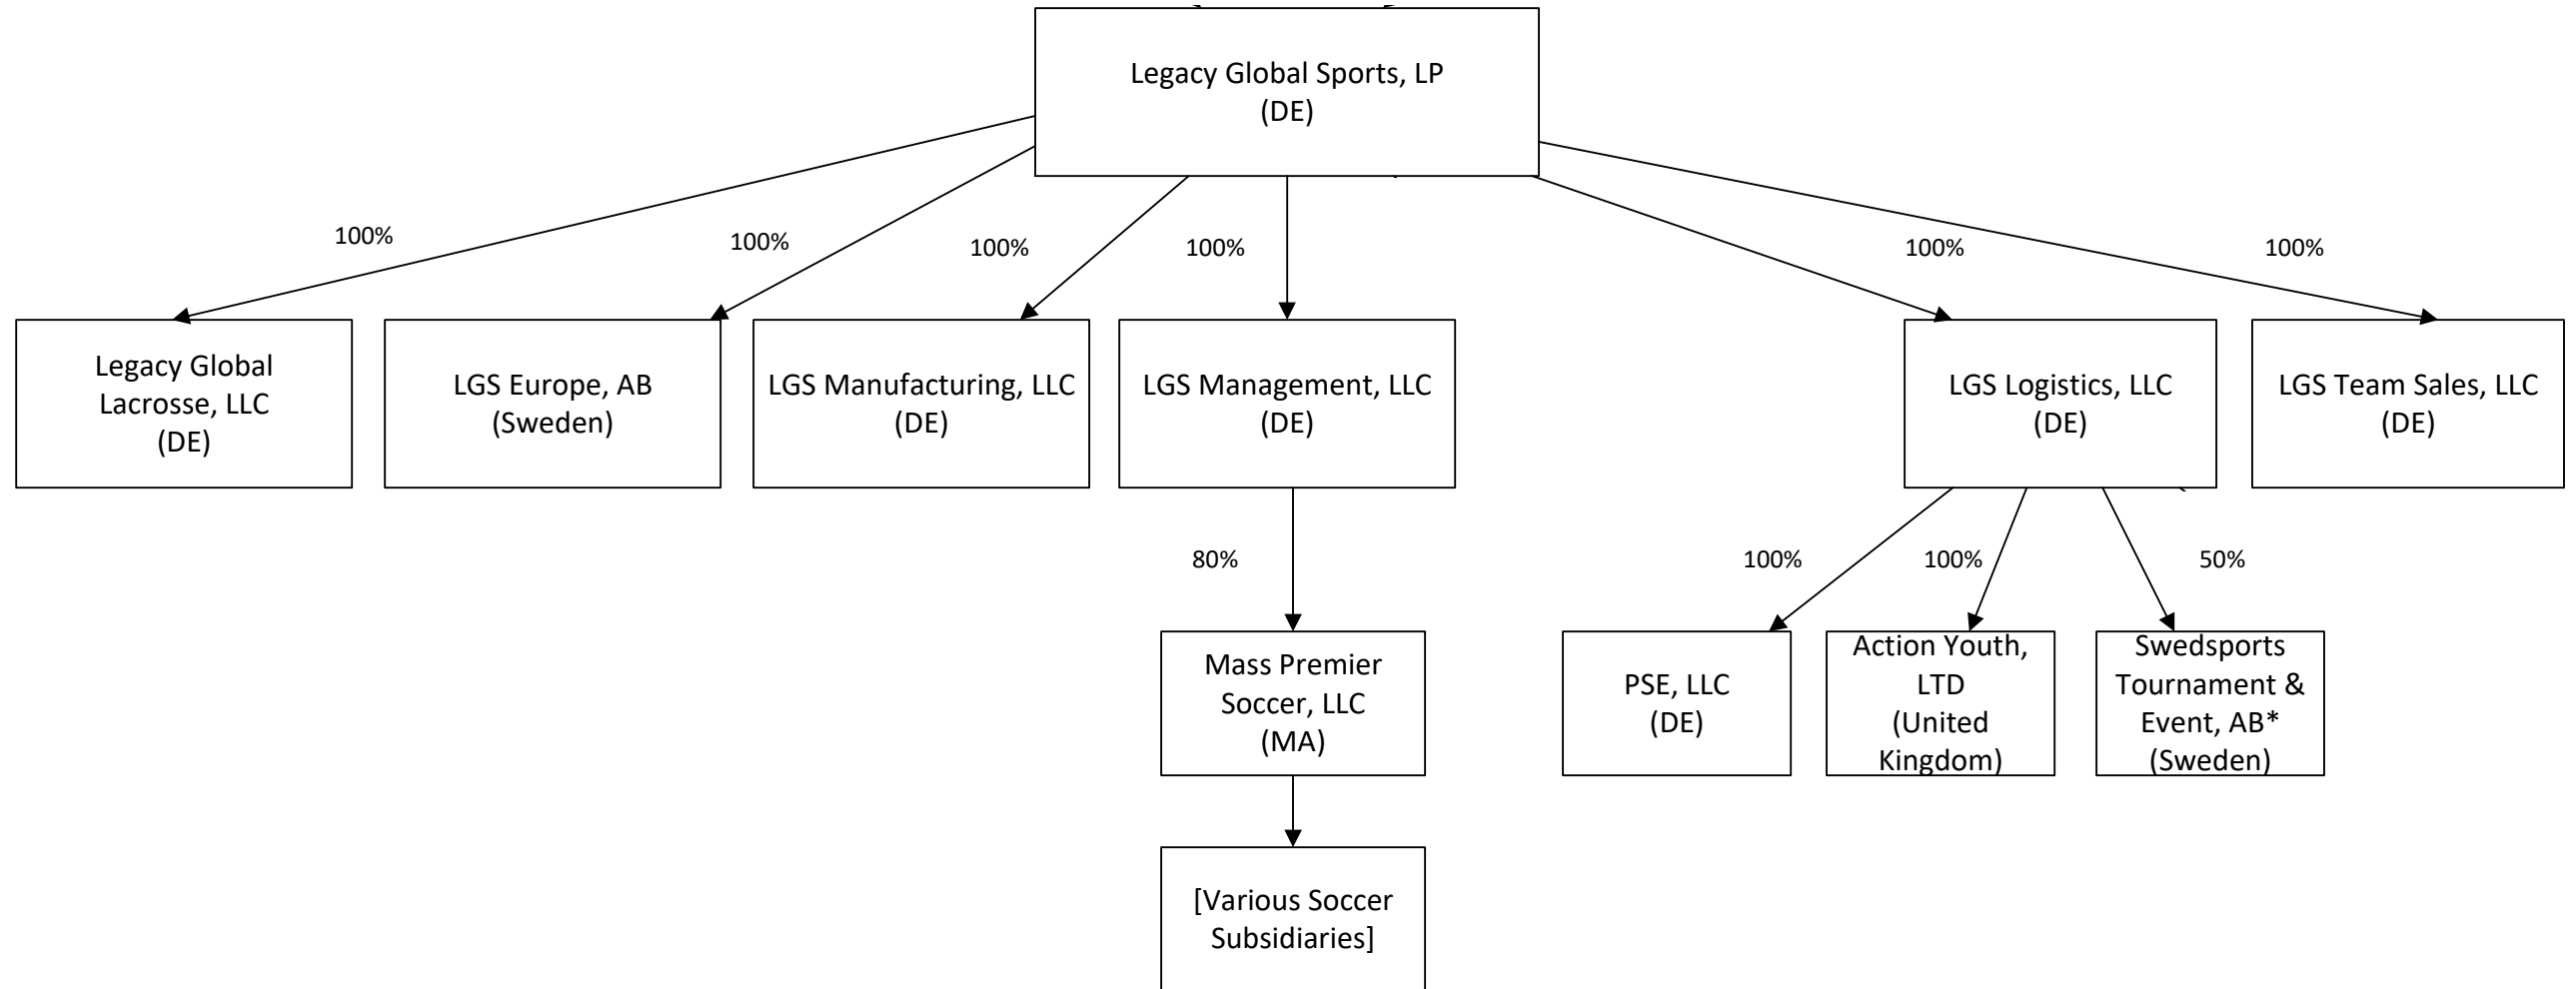 Legacy Global Sports, LP
(DE)
100%
100%
100%
100%
100%
100%
Legacy Global
Lacrosse, LLC
(DE)
LGS Europe, AB
(Sweden)
LGS Manufacturing, LLC
(DE)
LGS Management, LLC
(DE)
LGS Logistics, LLC
(DE)
LGS Team Sales, LLC
(DE)
80%
100%
100%
50%
Mass Premier
Soccer, LLC
(MA)
PSE, LLC
(DE)
Action Youth,
LTD
(United
Kingdom)
Swedsports
Tournament &
Event, AB*
(Sweden)
[Various Soccer
Subsidiaries]